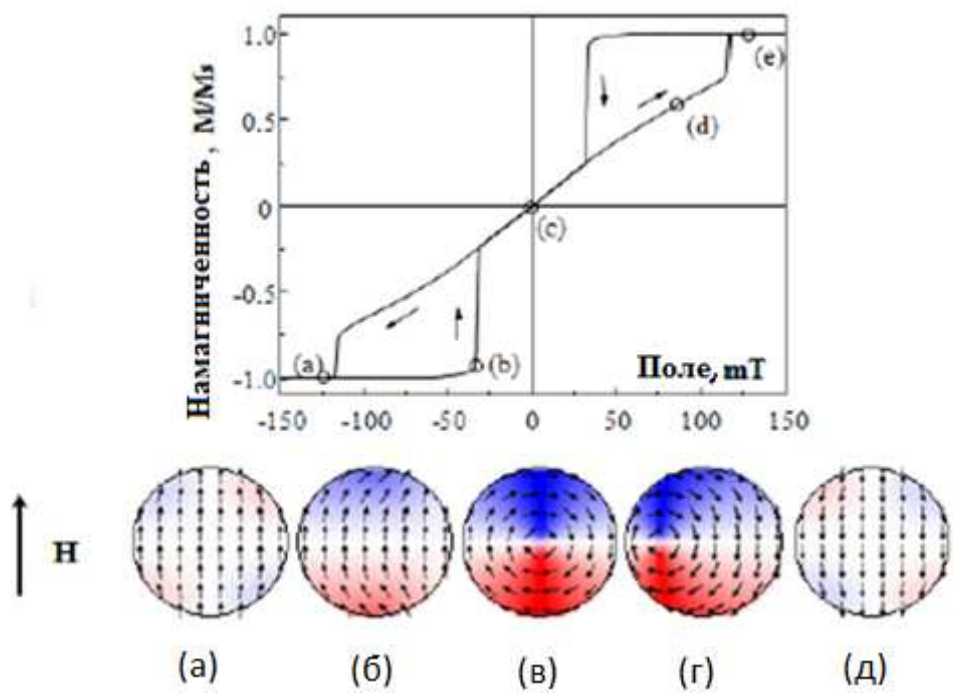 Намагниченность, М/Мs
1.0
0.5
0
-0.5
-1.0
(e)
(d)
(c)
(a)
(b)
Поле, mT
-150 -100 -50 0 50 100 150
H
(а) (б) (в) (г) (д)